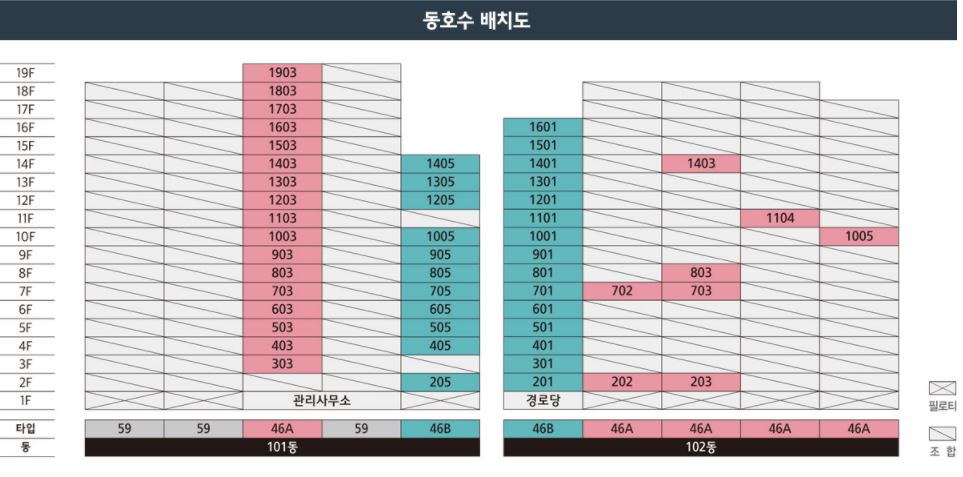 동호수 배치도
19F 1903
18F 1803
17F 1703
16F 1603 1601
15F 1503 1501
14F 1403 1405 1401 1403
13F 1303 1305 1301
12F 1203 1205 1201
11F 1103 1101 1104
10F 1003 1005 1001 1005
9F 903 905 901
8F 803 805 801 803
7F 703 705 701 702 703
6F 603 605 601
5F 503 505 501
4F 403 405 401
3F 303 301
2F 205 201 202 203
1F 관리사무소 경로당
필로티
타입 59 59 46A 59 46B 46B 46A 46A 46A 46A
동 101동 102동
조 합